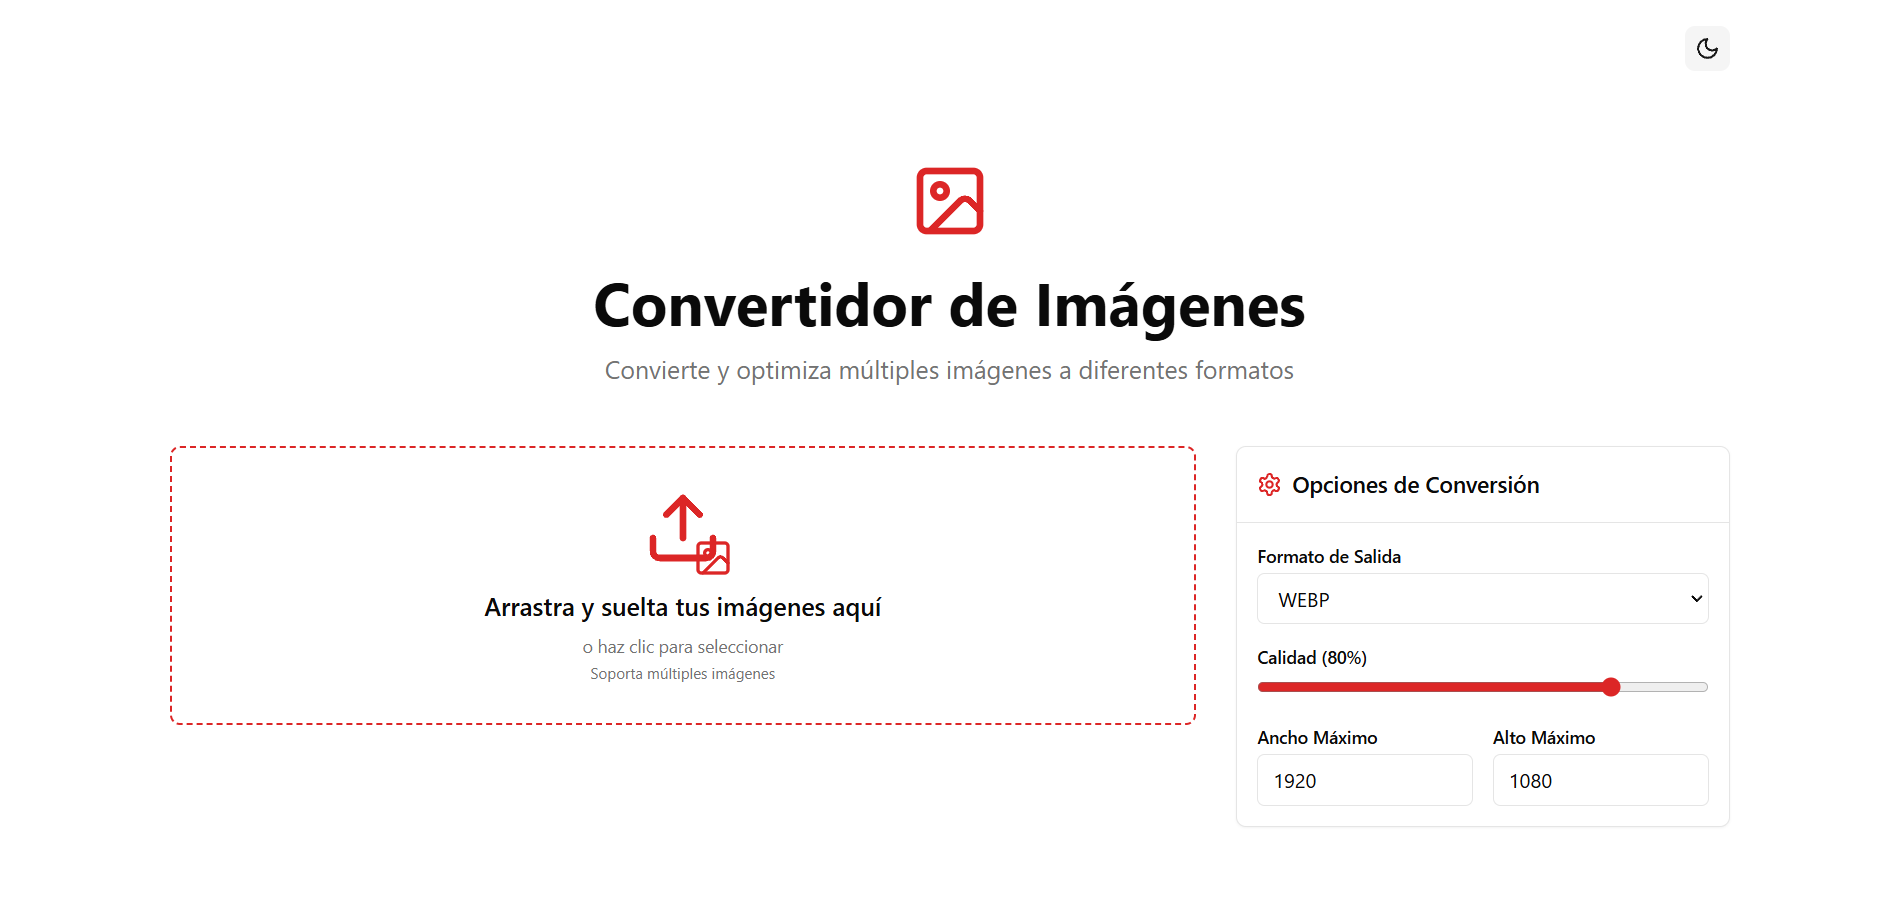 Convertidor de Imágenes
Convierte y optimiza múltiples imágenes a diferentes formatos
Arrastra y suelta tus imágenes aquí
o haz clic para seleccionar
Soporta múltiples imágenes
Opciones de Conversión
Formato de Salida
WEBP
Calidad (80%)
Ancho Máximo
1920
Alto Máximo
1080